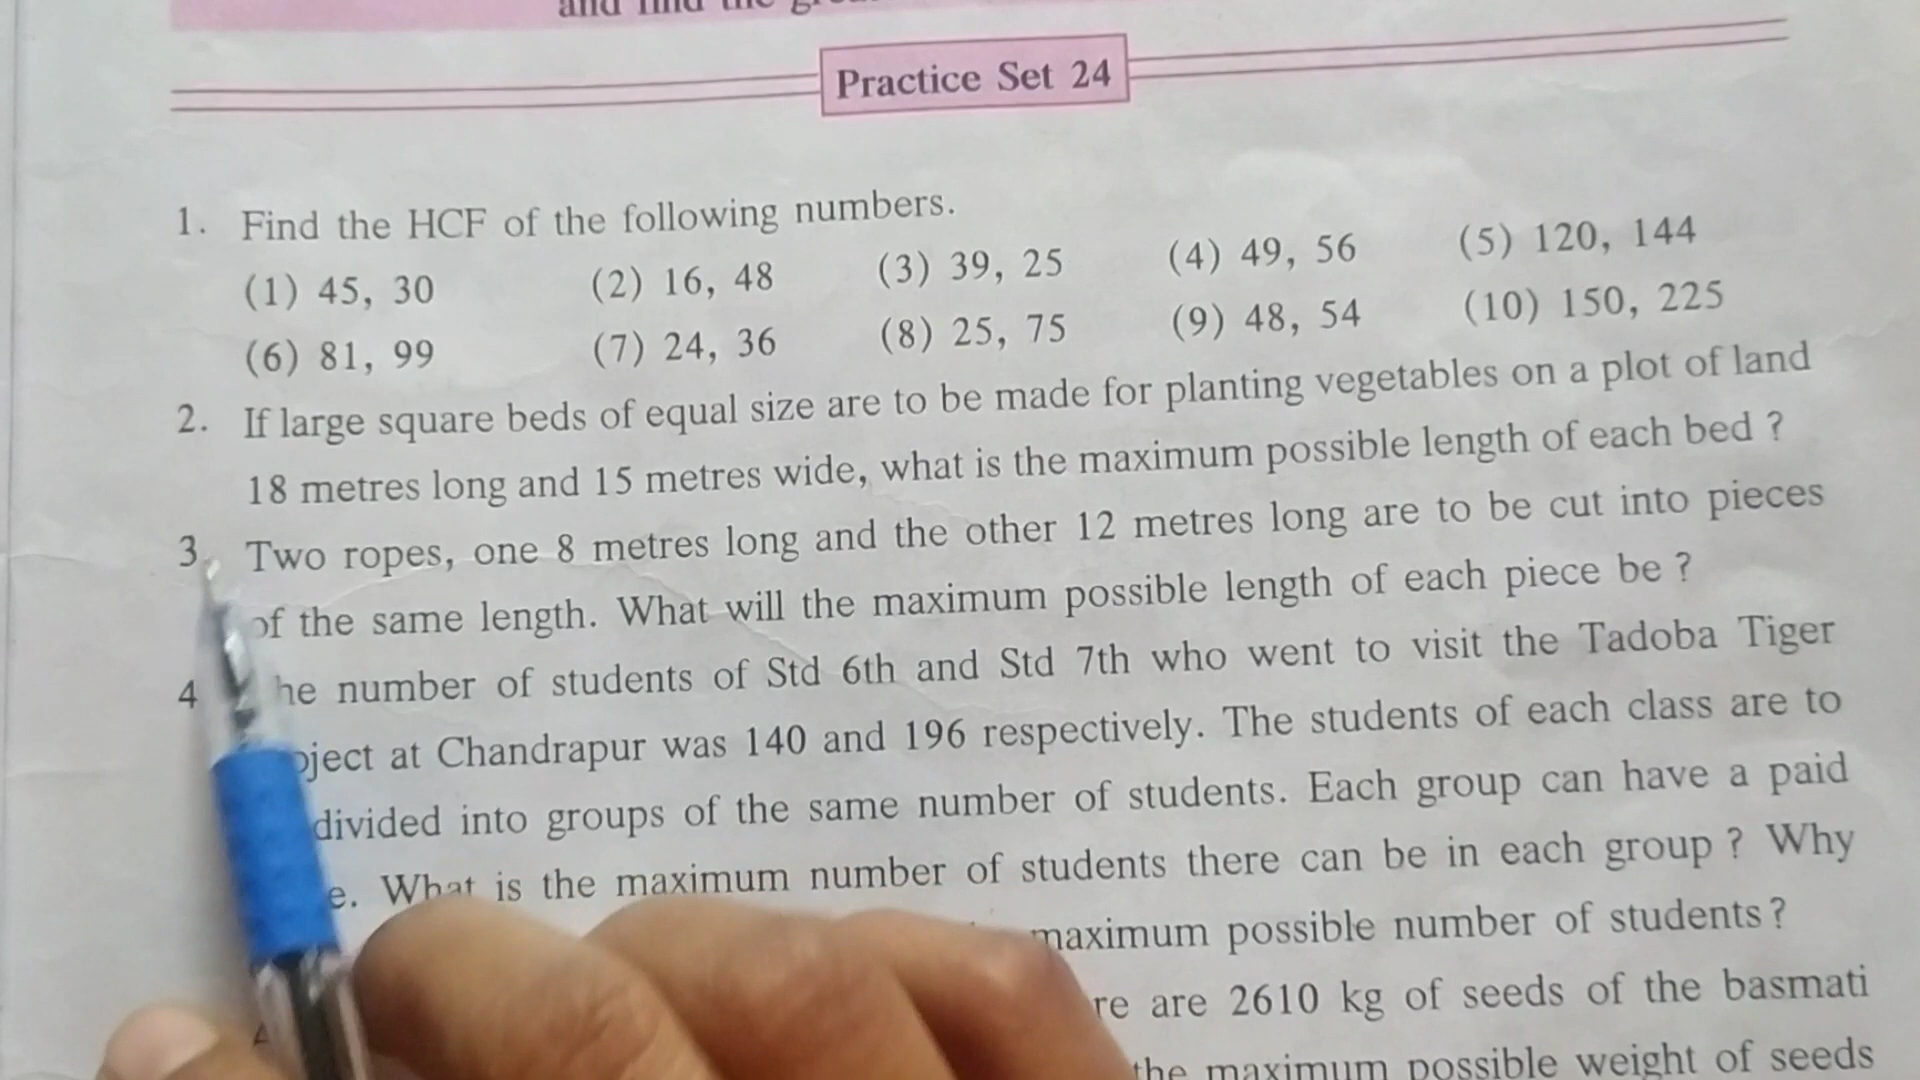 and find the
Practice Set 24
1. Find the HCF of the following numbers.
(1) 45, 30 (2) 16, 48 (3) 39, 25 (4) 49, 56 (5) 120, 144
(6) 81, 99 (7) 24, 36 (8) 25, 75 (9) 48, 54 (10) 150, 225
2. If large square beds of equal size are to be made for planting vegetables on a plot of land
18 metres long and 15 metres wide, what is the maximum possible length of each bed ?
3. Two ropes, one 8 metres long and the other 12 metres long are to be cut into pieces
of the same length. What will the maximum possible length of each piece be ?
4 he number of students of Std 6th and Std 7th who went to visit the Tadoba Tiger
oject at Chandrapur was 140 and 196 respectively. The students of each class are to
divided into groups of the same number of students. Each group can have a paid
e. What is the maximum number of students there can be in each group ? Why
maximum possible number of students?
re are 2610 kg of seeds of the basmati
the maximum possible weight of seeds